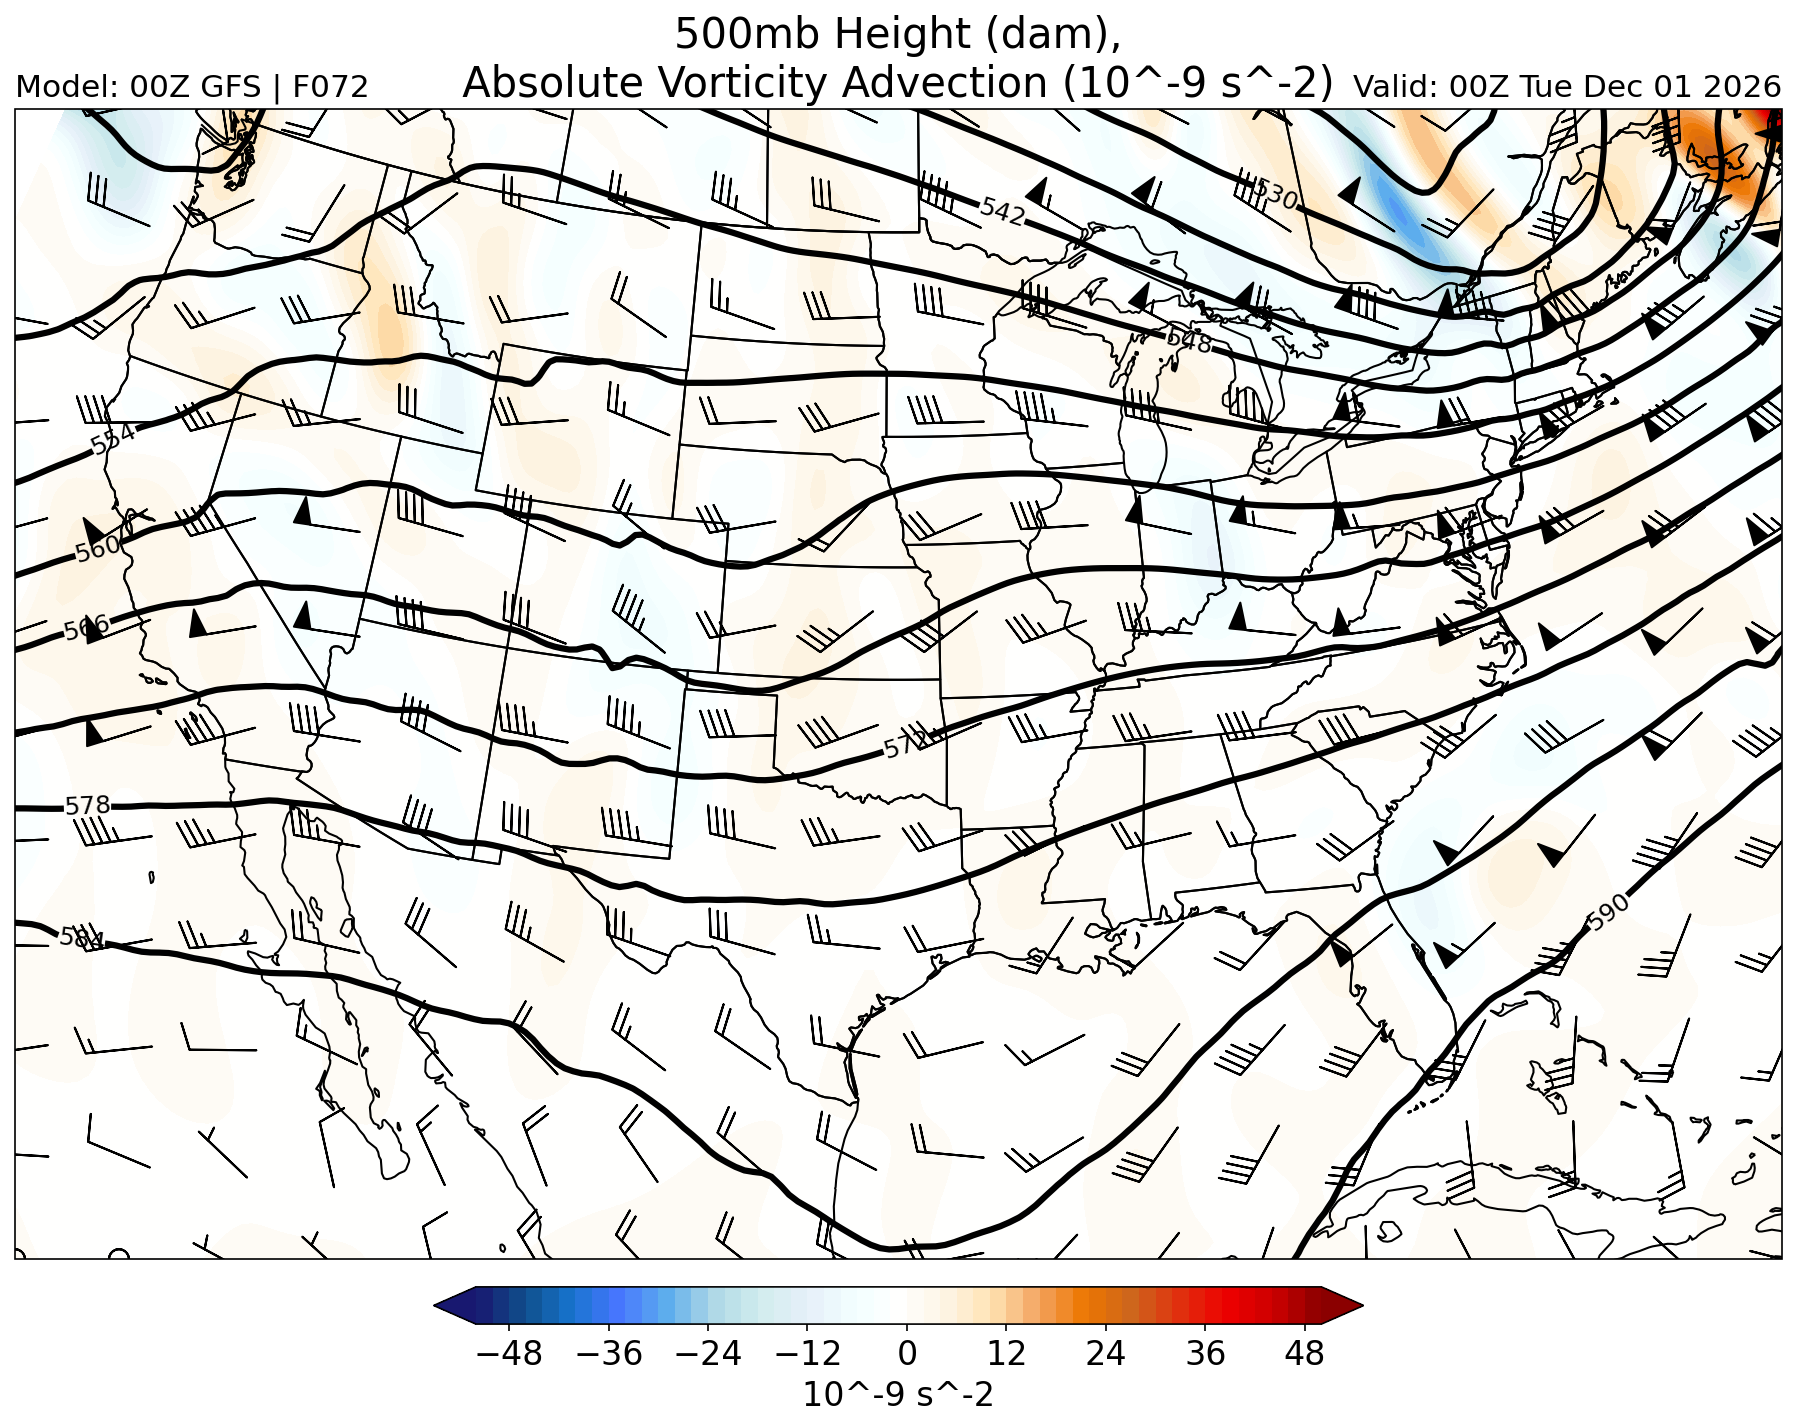 500mb Height (dam),
Model: 00Z GFS | F072
Absolute Vorticity Advection (10^-9 s^-2)
Valid: 00Z Tue Dec 01 2026
530
542
548
554
560
566
572
578
584
590
−48 −36 −24 −12 0 12 24 36 48
10^-9 s^-2